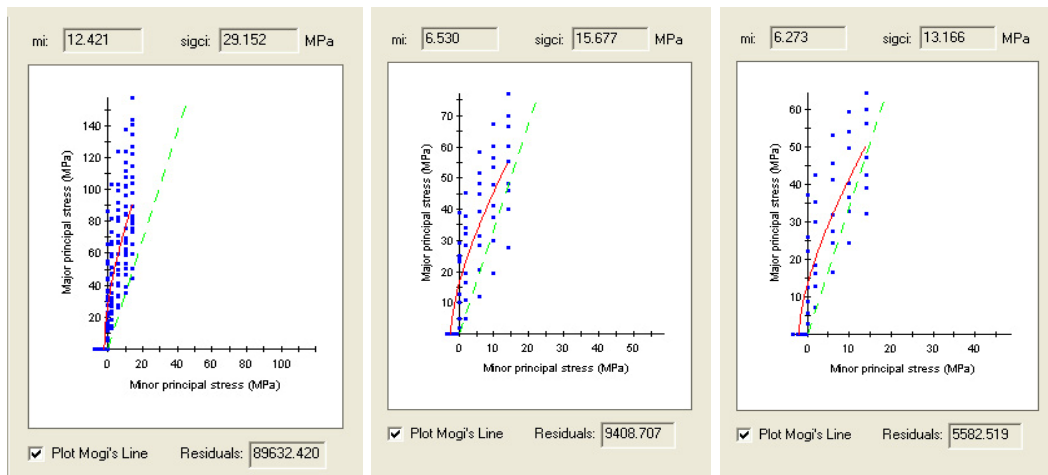 mi: 12.421 sigci: 29.152 MPa
Major principal stress (MPa)
140
120
100
80
60
40
20
0 20 40 60 80 100
Minor principal stress (MPa)
Plot Mogi's Line Residuals: 89632.420
mi: 6.530 sigci: 15.677 MPa
Major principal stress (MPa)
70
60
50
40
30
20
10
0
0 10 20 30 40 50
Minor principal stress (MPa)
Plot Mogi's Line Residuals: 9408.707
mi: 6.273 sigci: 13.166 MPa
Major principal stress (MPa)
60
50
40
30
20
10
0
0 10 20 30 40
Minor principal stress (MPa)
Plot Mogi's Line Residuals: 5582.519